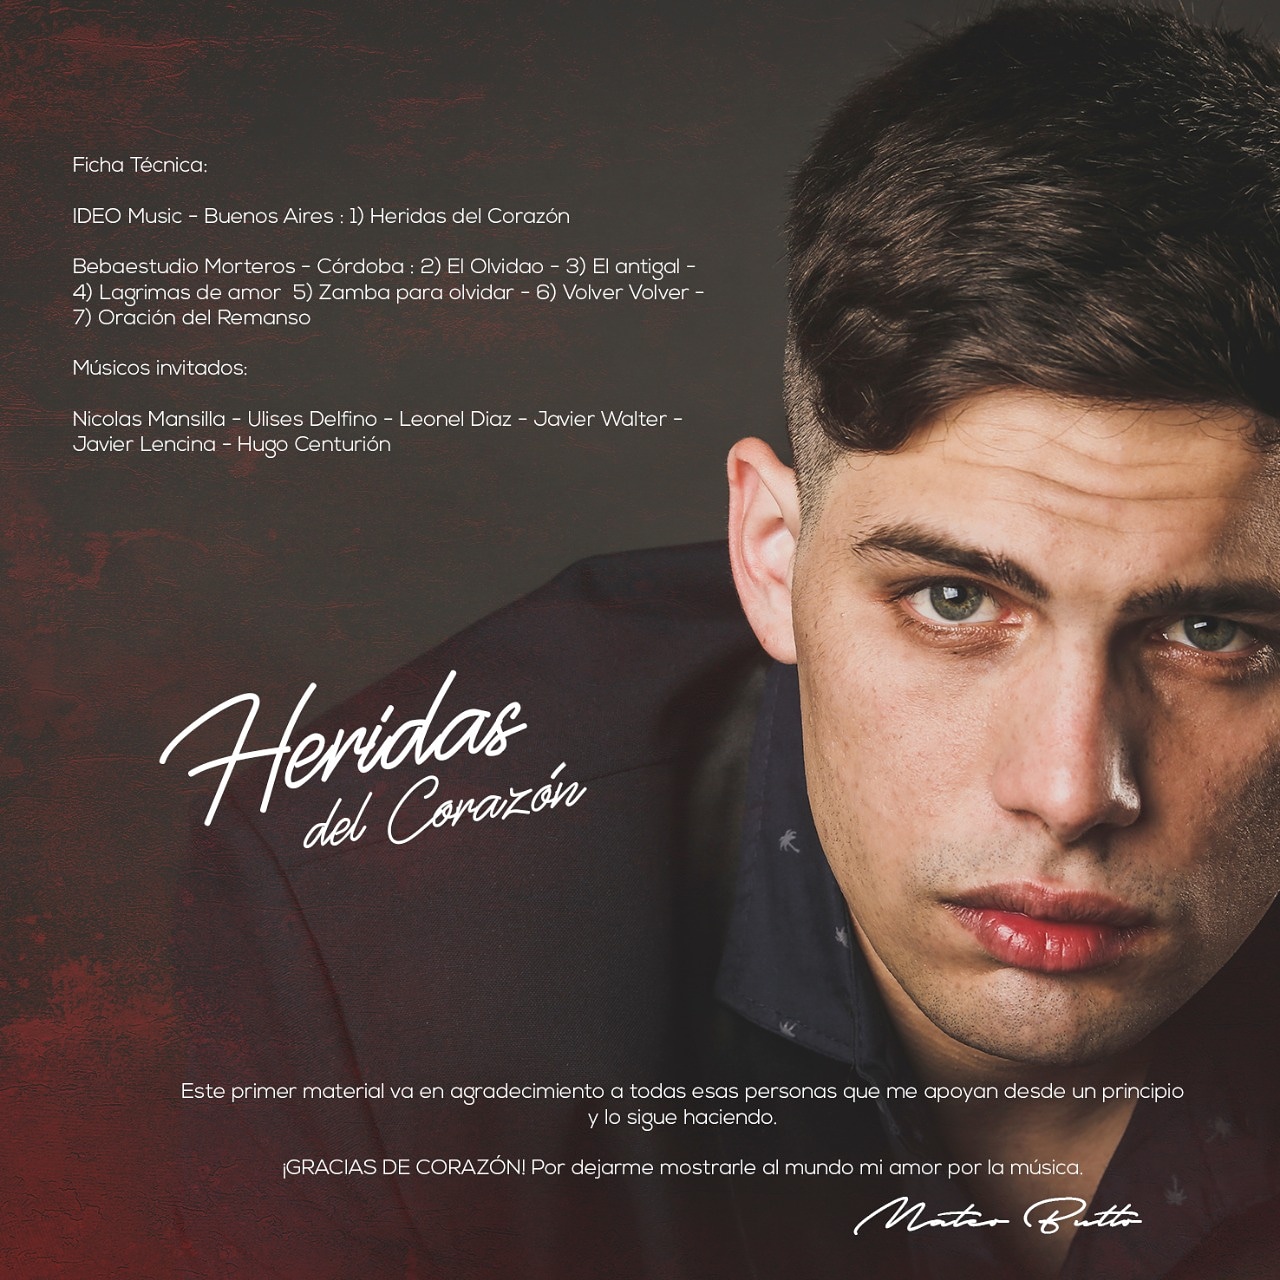 Ficha Técnica:
IDEO Music - Buenos Aires : 1) Heridas del Corazón
Bebaestudio Morteros - Córdoba : 2) El Olvidao - 3) El antigal -
4) Lagrimas de amor  5) Zamba para olvidar - 6) Volver Volver -
7) Oración del Remanso
Músicos invitados:
Nicolas Mansilla - Ulises Delfino - Leonel Diaz - Javier Walter -
Javier Lencina - Hugo Centurión
Heridas
del Corazón
Este primer material va en agradecimiento a todas esas personas que me apoyan desde un principio
y lo sigue haciendo.
¡GRACIAS DE CORAZÓN! Por dejarme mostrarle al mundo mi amor por la música.
Mateo Butto